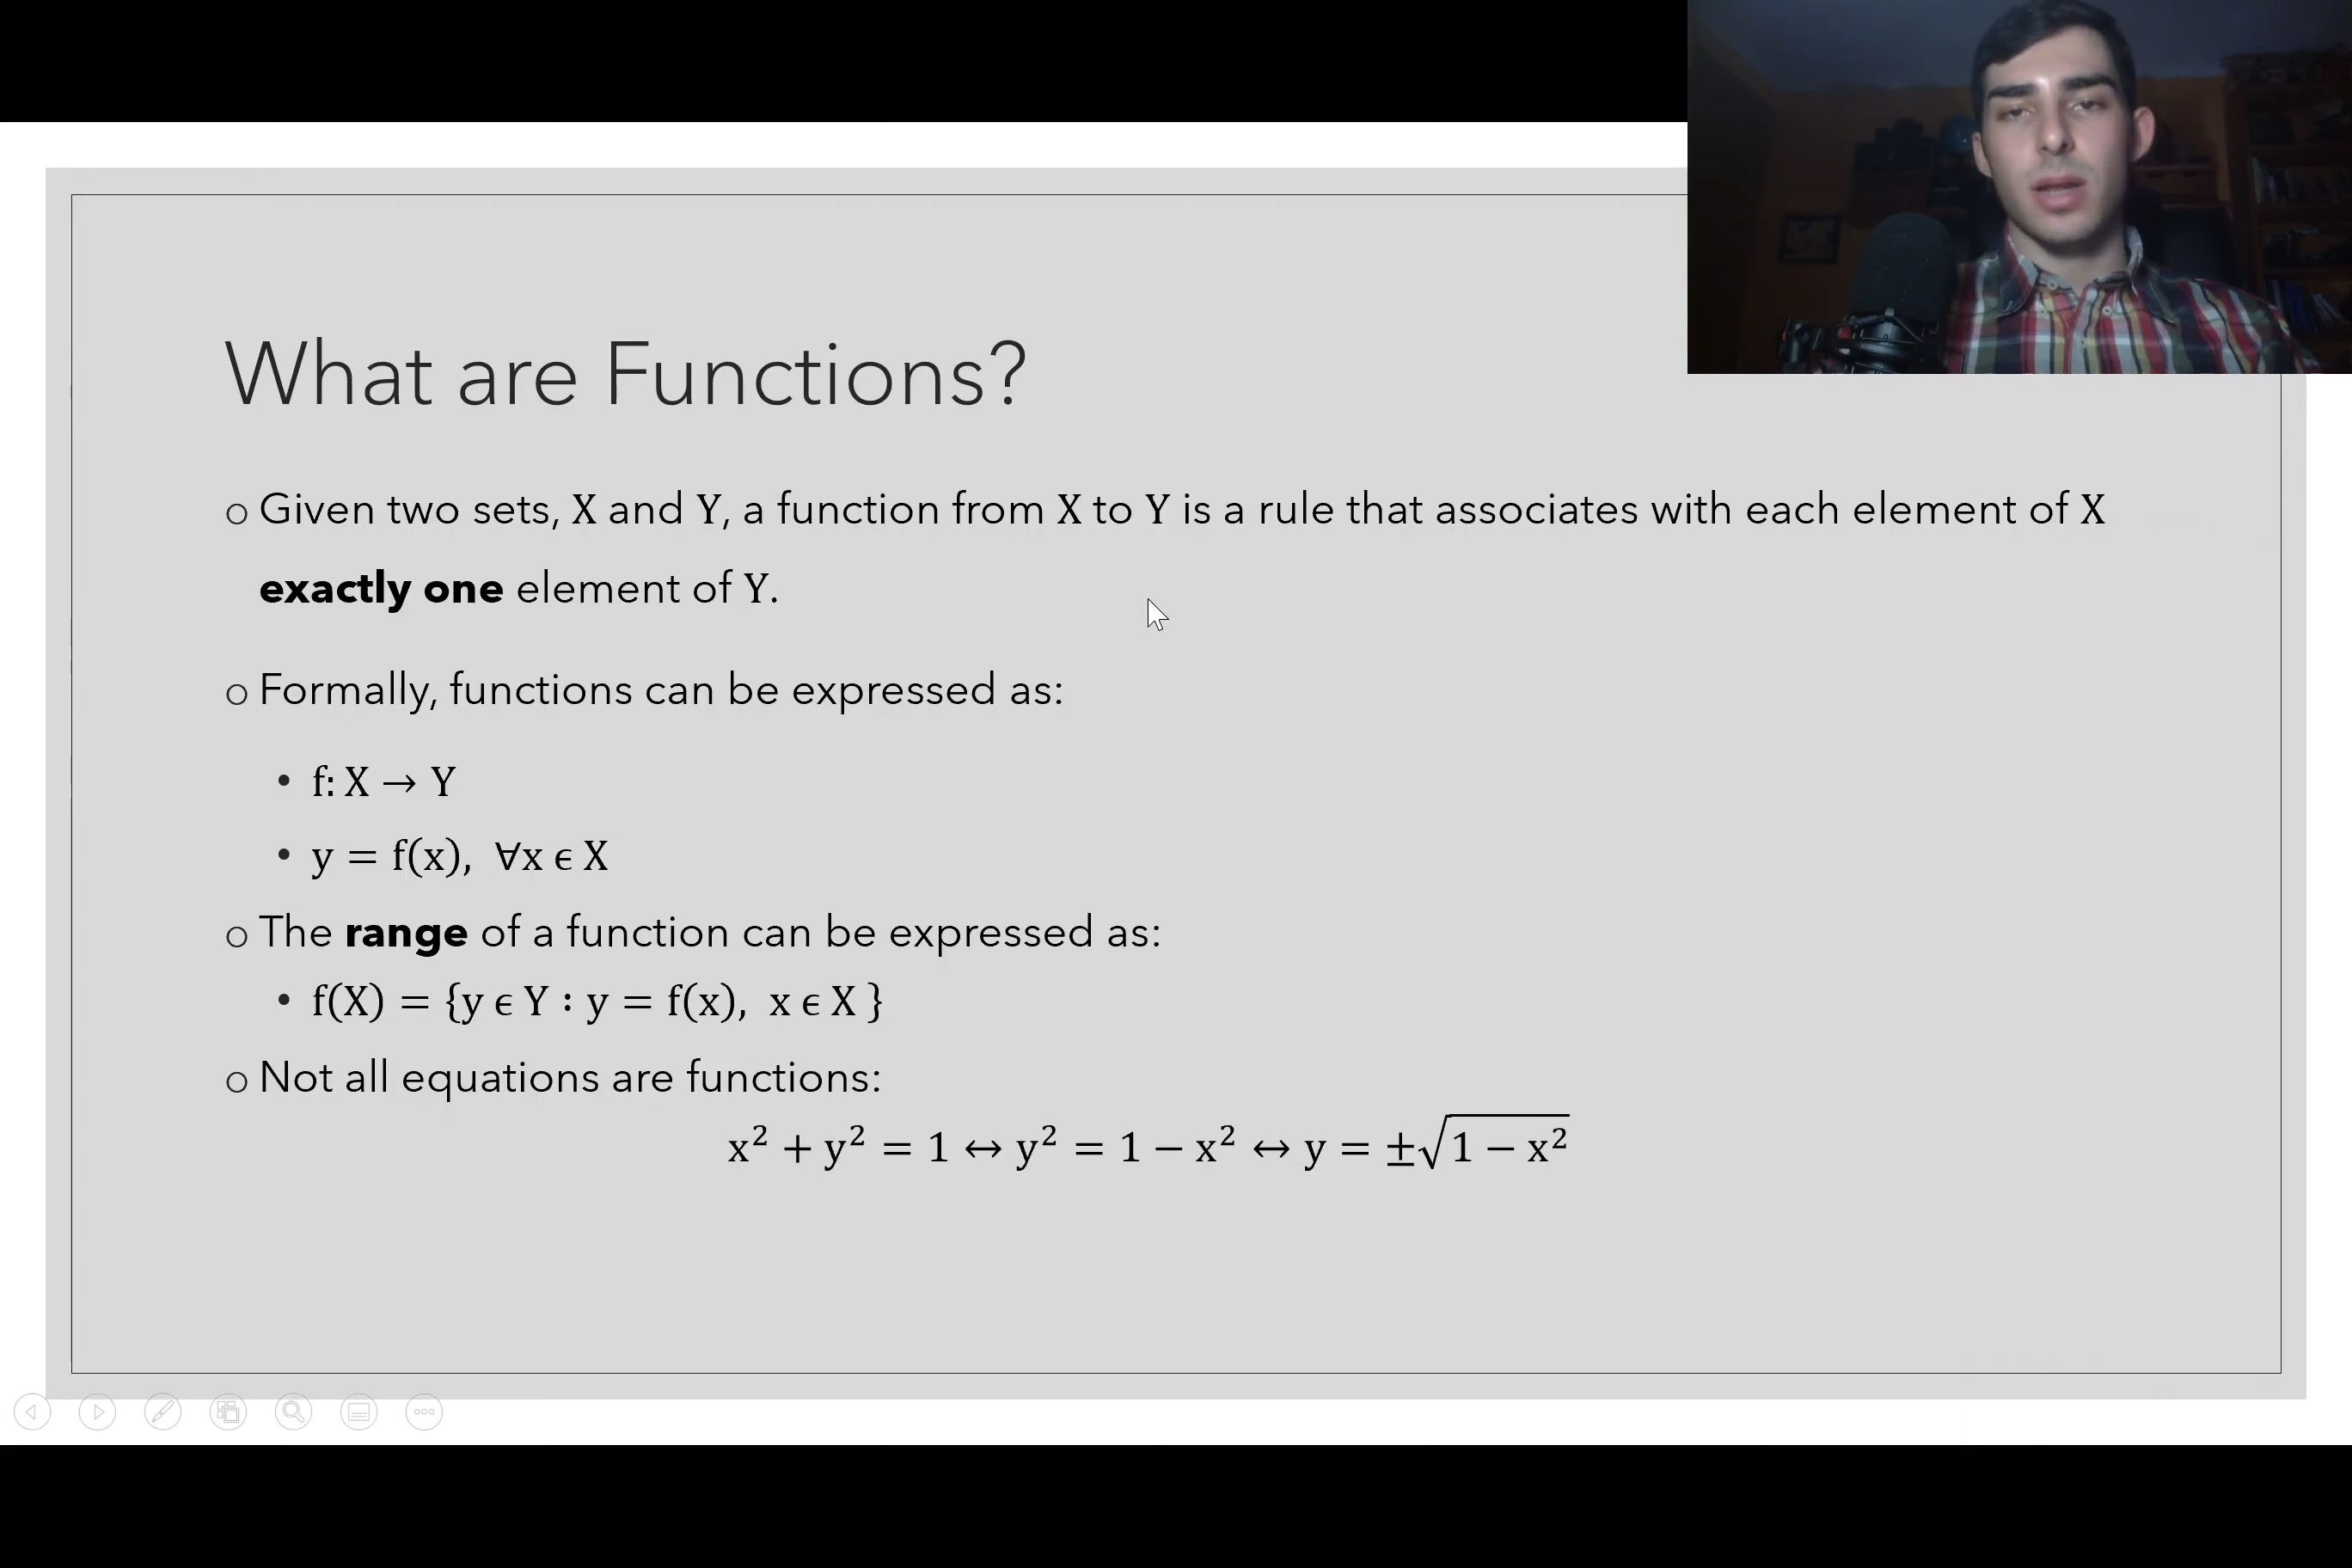 What are Functions?
○ Given two sets, X and Y, a function from X to Y is a rule that associates with each element of X
exactly one element of Y.
○ Formally, functions can be expressed as:
• f: X → Y
• y = f(x), ∀x ϵ X
○ The range of a function can be expressed as:
• f(X) = {y ϵ Y : y = f(x), x ϵ X }
○ Not all equations are functions:
x² + y² = 1 ↔ y² = 1 − x² ↔ y = ±√(1 − x²)